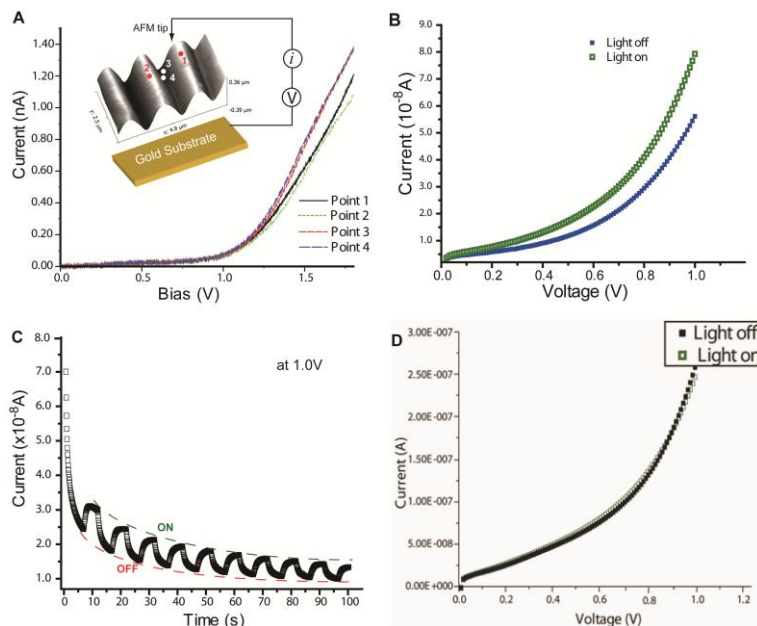 A
AFM tip
1
2
3
4
i
V
0.36 µm
-0.39 µm
y: 2.3 µm
x: 4.9 µm
Gold Substrate
Current (nA)
1.40
1.20
1.00
0.80
0.60
0.40
0.20
0.00
0.0
0.5
1.0
1.5
Bias (V)
Point 1
Point 2
Point 3
Point 4
B
Light off
Light on
Current (10⁻⁸A)
9.0
8.0
7.0
6.0
5.0
4.0
3.0
2.0
1.0
0.0
0.2
0.4
0.6
0.8
1.0
Voltage (V)
C
at 1.0V
ON
OFF
Current (x10⁻⁸A)
8.0
7.0
6.0
5.0
4.0
3.0
2.0
1.0
0
10
20
30
40
50
60
70
80
90
100
Time (s)
D
Light off
Light on
Current (A)
3.00E-007
2.50E-007
2.00E-007
1.50E-007
1.00E-007
5.00E-008
0.00E+000
0.0
0.2
0.4
0.6
0.8
1.0
1.2
Voltage (V)